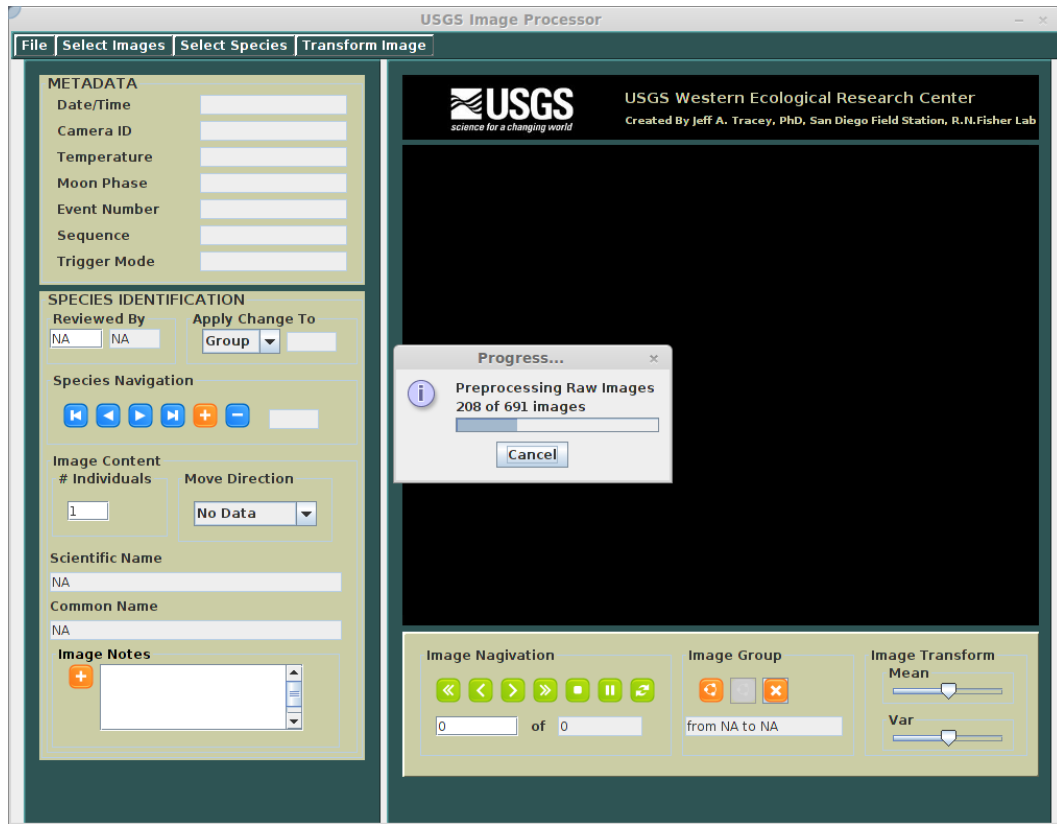 USGS Image Processor
File Select Images Select Species Transform Image
METADATA
Date/Time
Camera ID
Temperature
Moon Phase
Event Number
Sequence
Trigger Mode
SPECIES IDENTIFICATION
Reviewed By
NA NA
Apply Change To
Group
Species Navigation
Image Content
# Individuals
1
Move Direction
No Data
Scientific Name
NA
Common Name
NA
Image Notes
USGS
science for a changing world
USGS Western Ecological Research Center
Created By Jeff A. Tracey, PhD, San Diego Field Station, R.N.Fisher Lab
Progress...
Preprocessing Raw Images
208 of 691 images
Cancel
Image Nagivation
0 of 0
Image Group
from NA to NA
Image Transform
Mean
Var